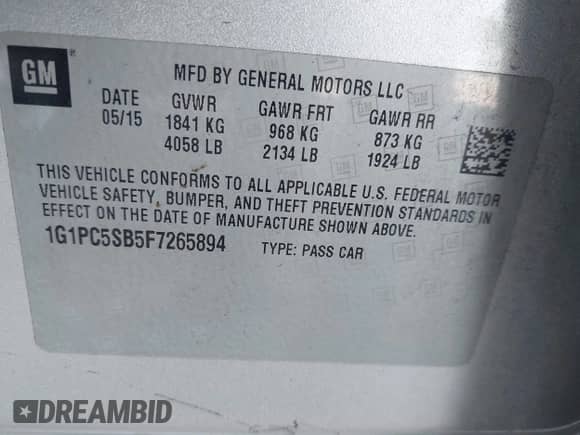 GM
MFD BY GENERAL MOTORS LLC
DATE GVWR GAWR FRT GAWR RR
05/15 1841 KG 968 KG 873 KG
4058 LB 2134 LB 1924 LB
THIS VEHICLE CONFORMS TO ALL APPLICABLE U.S. FEDERAL MOTOR
VEHICLE SAFETY, BUMPER, AND THEFT PREVENTION STANDARDS IN
EFFECT ON THE DATE OF MANUFACTURE SHOWN ABOVE.
1G1PC5SB5F7265894 TYPE: PASS CAR
DREAMBID